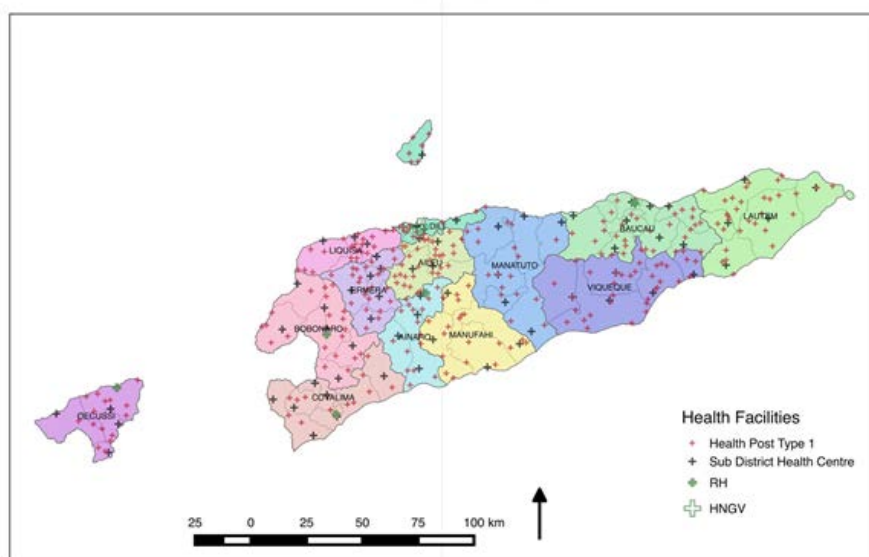 DILI
LAUTEM
BAUCAU
LIQUISA
AILEU
MANATUTO
ERMERA
VIQUEQUE
BOBONARO
AINARO
MANUFAHI
COVALIMA
OECUSSI
Health Facilities
Health Post Type 1
Sub District Health Centre
RH
HNGV
25 0 25 50 75 100 km